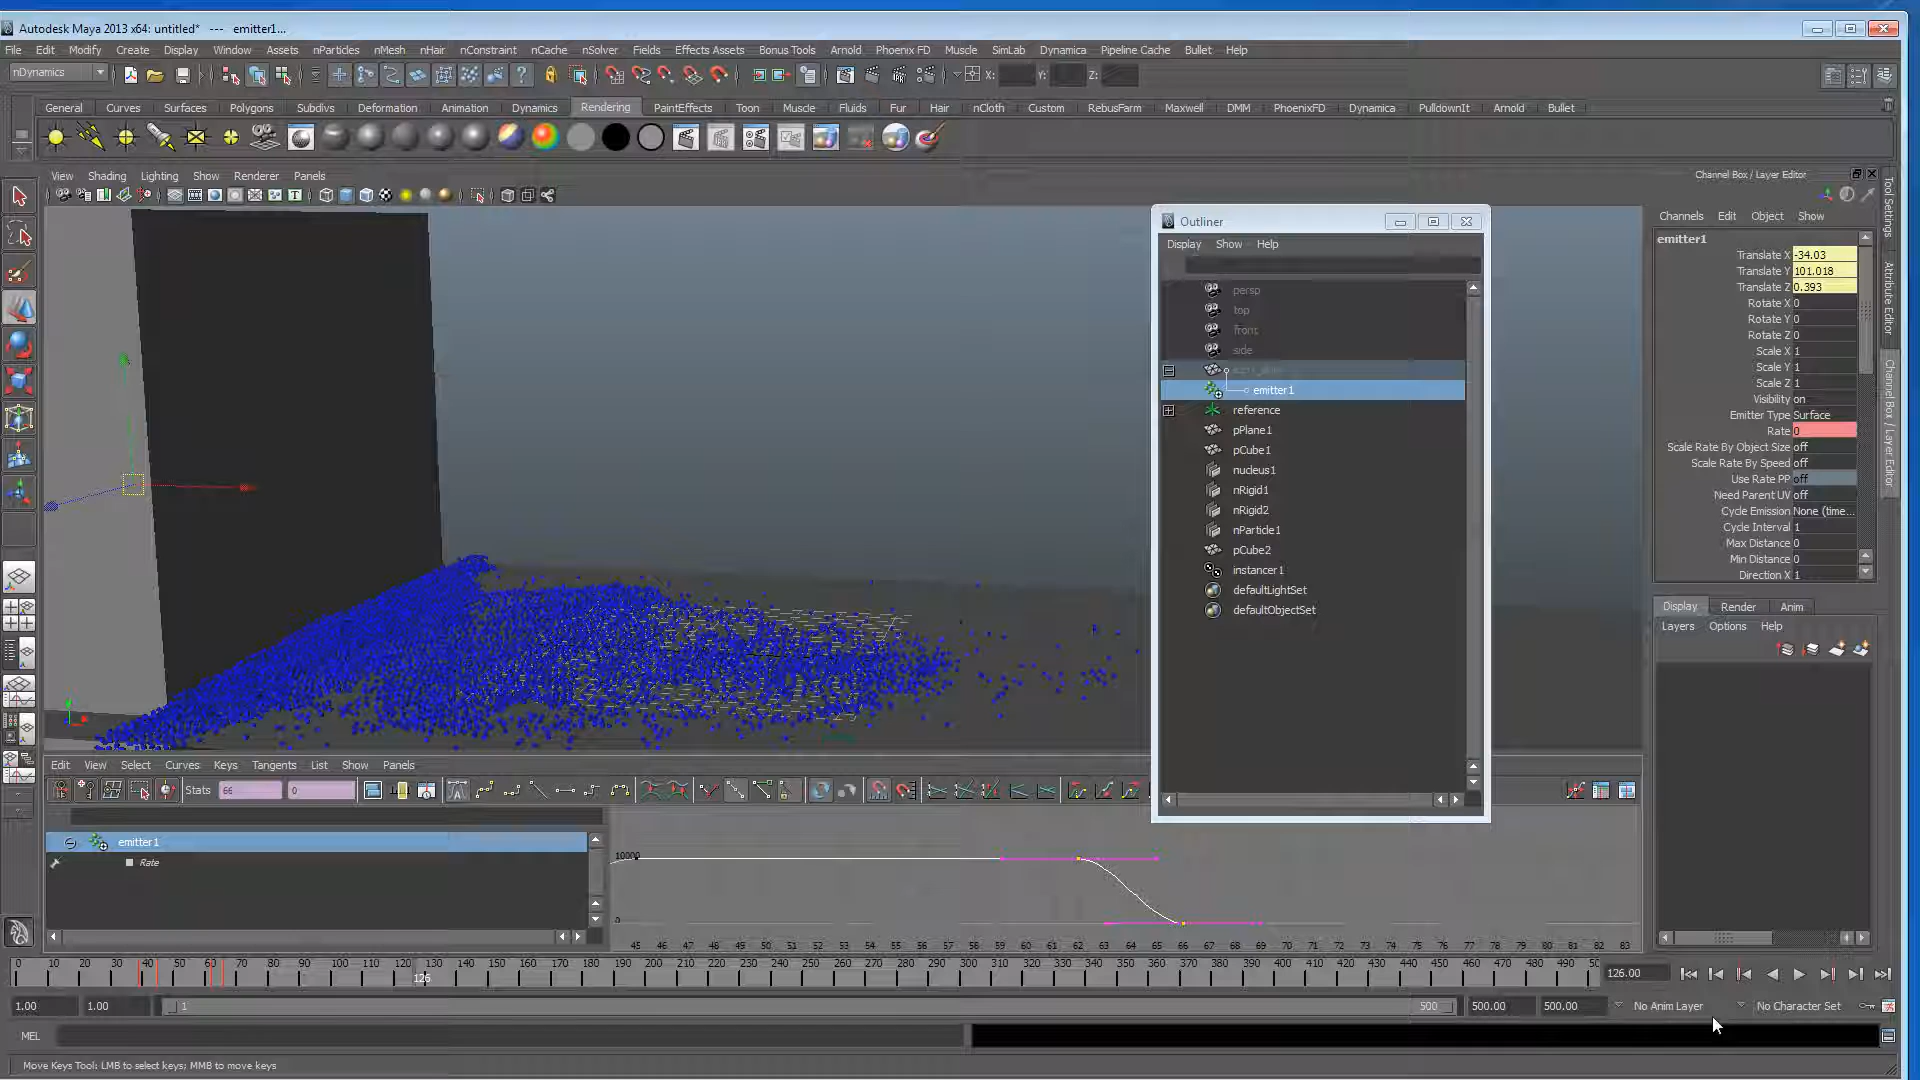 Autodesk Maya 2013 x64: untitled*   ---   emitter1...
File Edit Modify Create Display Window Assets nParticles nMesh nHair nConstraint nCache nSolver Fields Effects Assets Bonus Tools Arnold Phoenix FD Muscle SimLab Dynamica Pipeline Cache Bullet Help
nDynamics X: Y: Z:
General Curves Surfaces Polygons Subdivs Deformation Animation Dynamics Rendering PaintEffects Toon Muscle Fluids Fur Hair nCloth Custom RebusFarm Maxwell DMM PhoenixFD Dynamica PulldownIt Arnold Bullet
View Shading Lighting Show Renderer Panels
Channel Box / Layer Editor
Channels Edit Object Show
emitter1
Translate X -34.03
Translate Y 101.018
Translate Z 0.393
Rotate X 0
Rotate Y 0
Rotate Z 0
Scale X 1
Scale Y 1
Scale Z 1
Visibility on
Emitter Type Surface
Rate 0
Scale Rate By Object Size off
Scale Rate By Speed off
Use Rate PP off
Need Parent UV off
Cycle Emission None (time...
Cycle Interval 1
Max Distance 0
Min Distance 0
Direction X 1
Tool Settings
Attribute Editor
Channel Box / Layer Editor
Display Render Anim
Layers Options Help
Outliner
Display Show Help
persp
top
front
side
emitter1
reference
pPlane1
pCube1
nucleus1
nRigid1
nRigid2
nParticle1
pCube2
instancer1
defaultLightSet
defaultObjectSet
Edit View Select Curves Keys Tangents List Show Panels
Stats 66 0
emitter1
Rate
10000
0
45 46 47 48 49 50 51 52 53 54 55 56 57 58 59 60 61 62 63 64 65 66 67 68 69 70 71 72 73 74 75 76 77 78 79 80 81 82 83
0 10 20 30 40 50 60 70 80 90 100 110 120 130 140 150 160 170 180 190 200 210 220 230 240 250 260 270 280 290 300 310 320 330 340 350 360 370 380 390 400 410 420 430 440 450 460 470 480 490
126
126.00
1.00 1.00 1 500 500.00 500.00 No Anim Layer No Character Set
MEL
Move Keys Tool: LMB to select keys; MMB to move keys